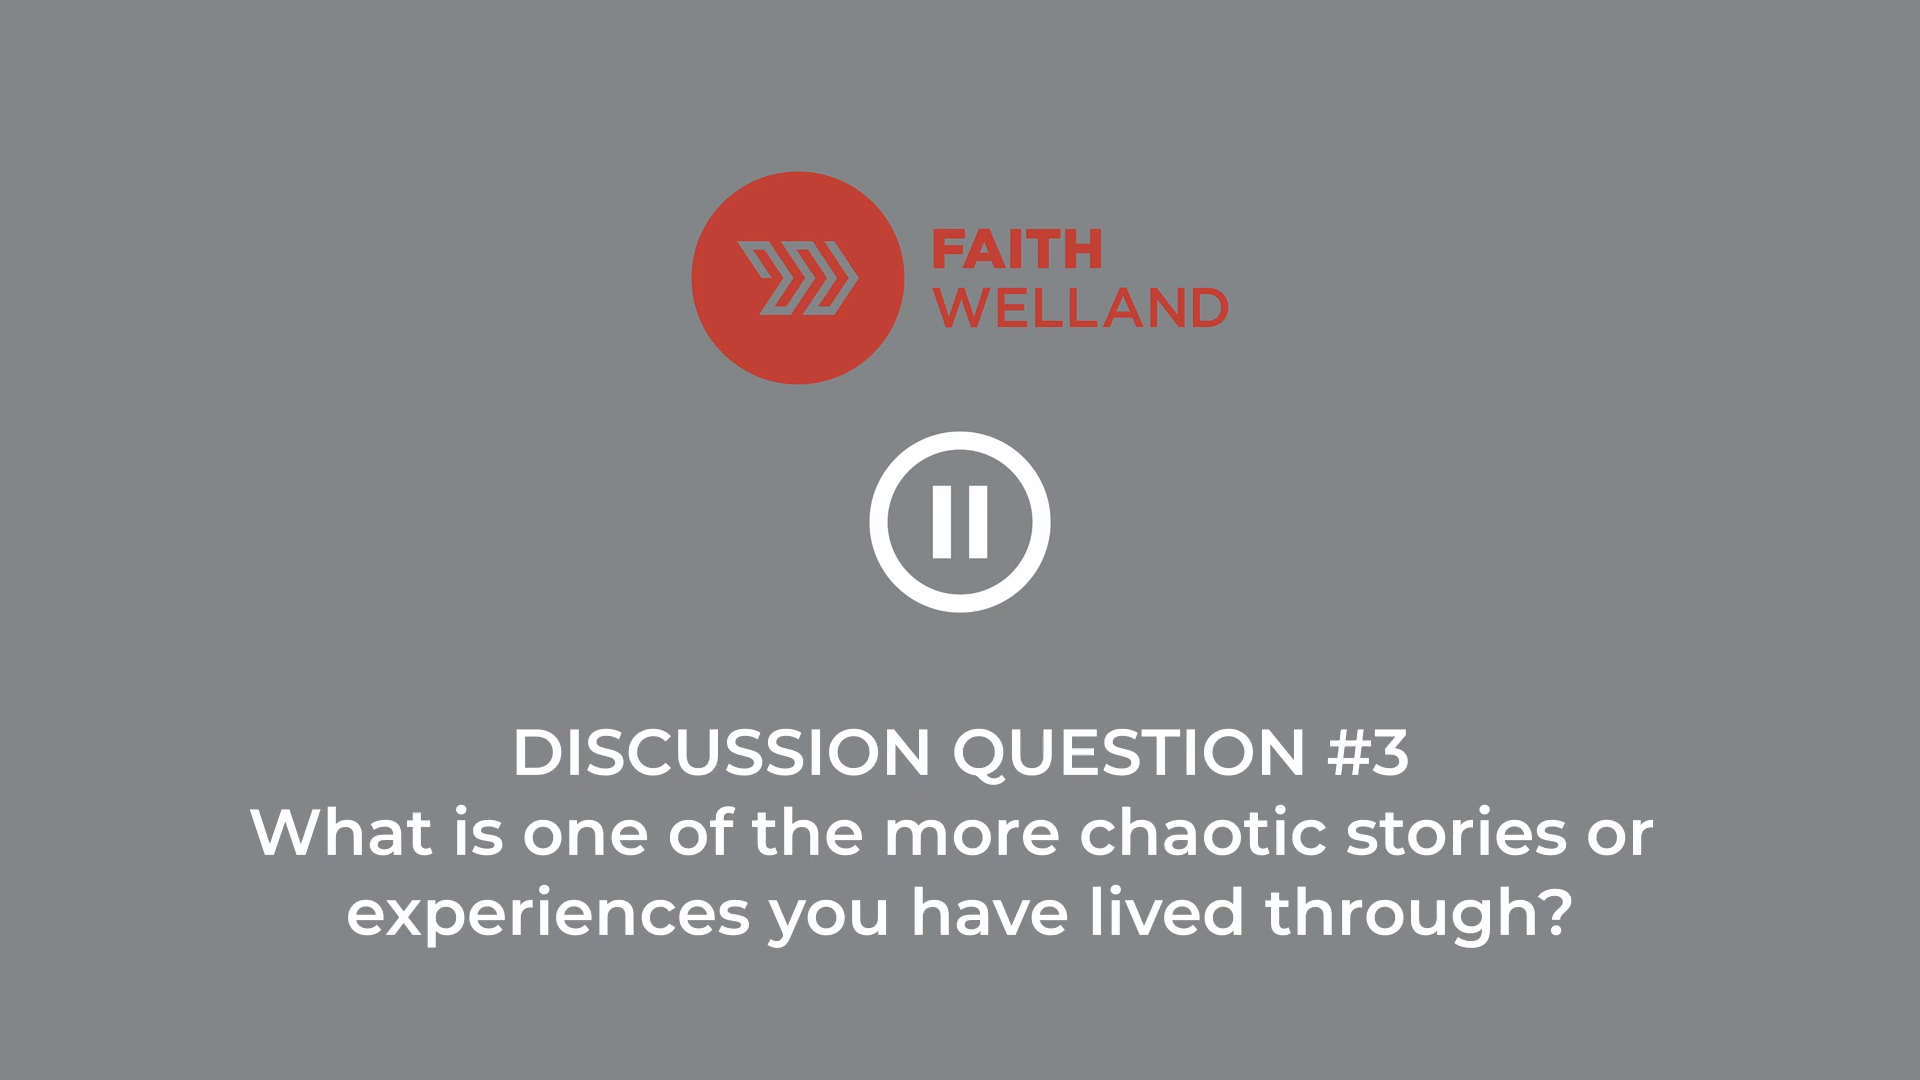 FAITH
WELLAND
DISCUSSION QUESTION #3
What is one of the more chaotic stories or
experiences you have lived through?